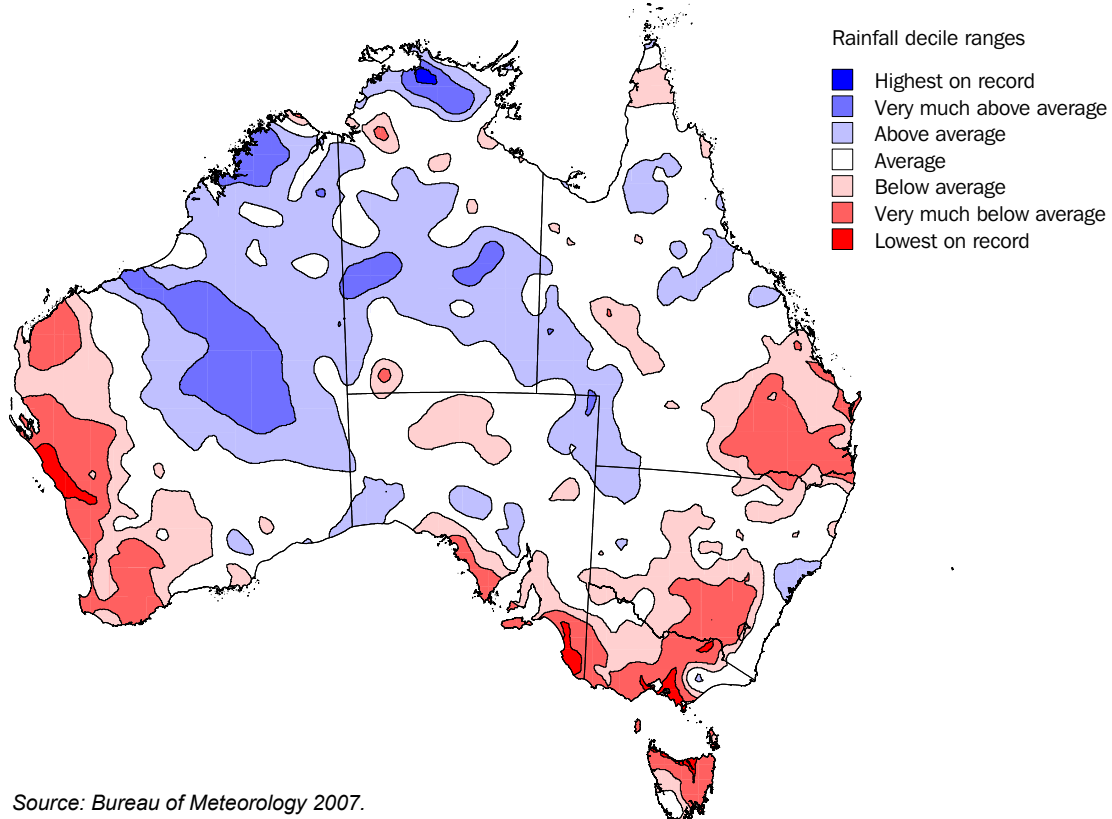 Rainfall decile ranges
Highest on record
Very much above average
Above average
Average
Below average
Very much below average
Lowest on record
Source: Bureau of Meteorology 2007.